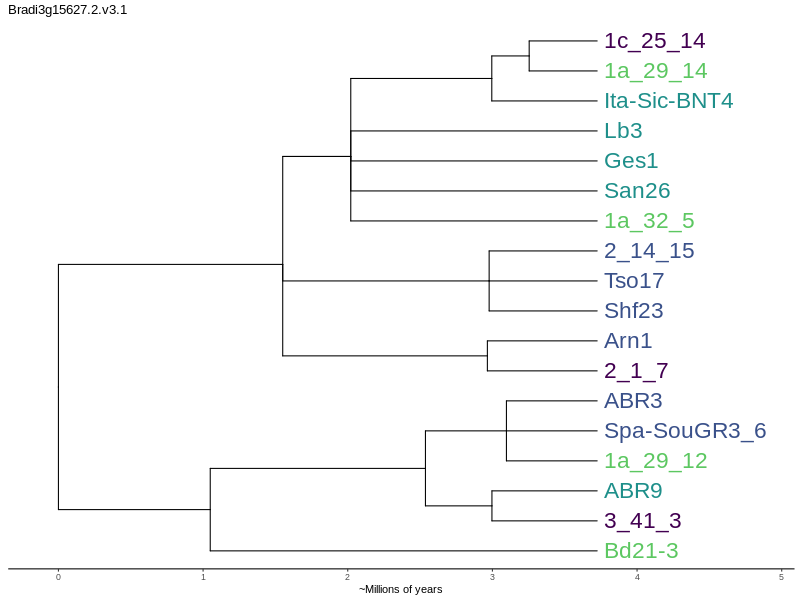 Bradi3g15627.2.v3.1
1c_25_14
1a_29_14
Ita-Sic-BNT4
Lb3
Ges1
San26
1a_32_5
2_14_15
Tso17
Shf23
Arn1
2_1_7
ABR3
Spa-SouGR3_6
1a_29_12
ABR9
3_41_3
Bd21-3
0 1 2 3 4 5
~Millions of years